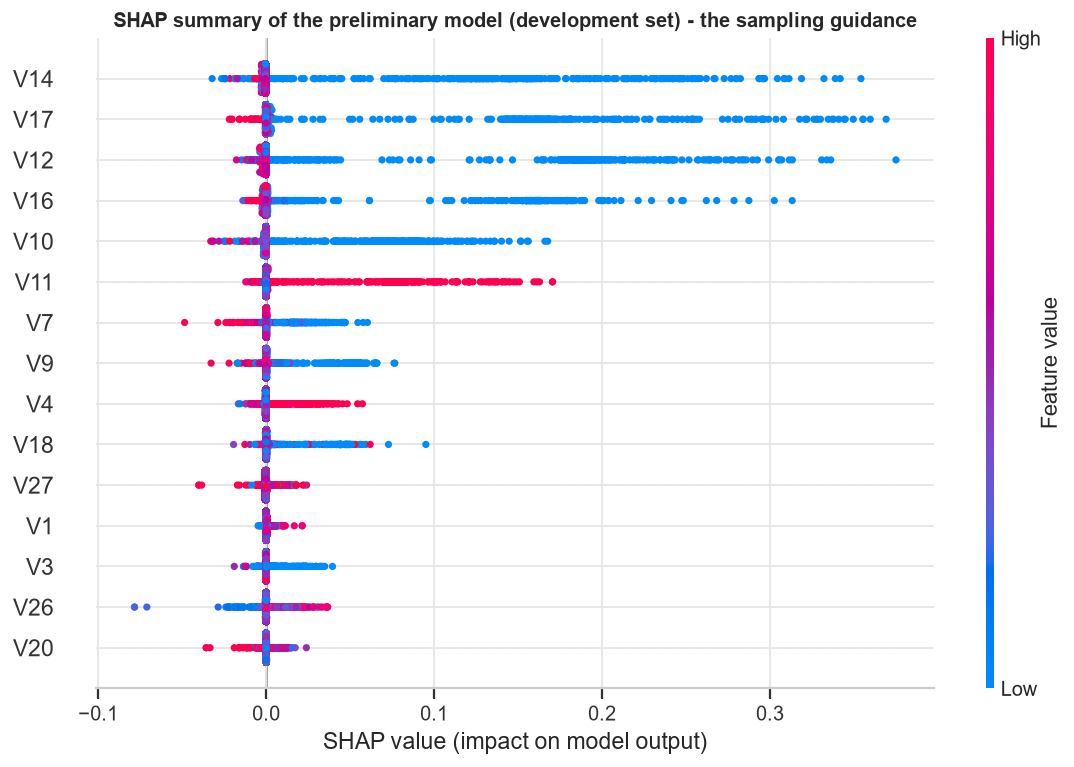 SHAP summary of the preliminary model (development set) - the sampling guidance
High
V14
V17
V12
V16
V10
V11
V7
V9
V4
V18
V27
V1
V3
V26
V20
Feature value
Low
−0.1 0.0 0.1 0.2 0.3
SHAP value (impact on model output)